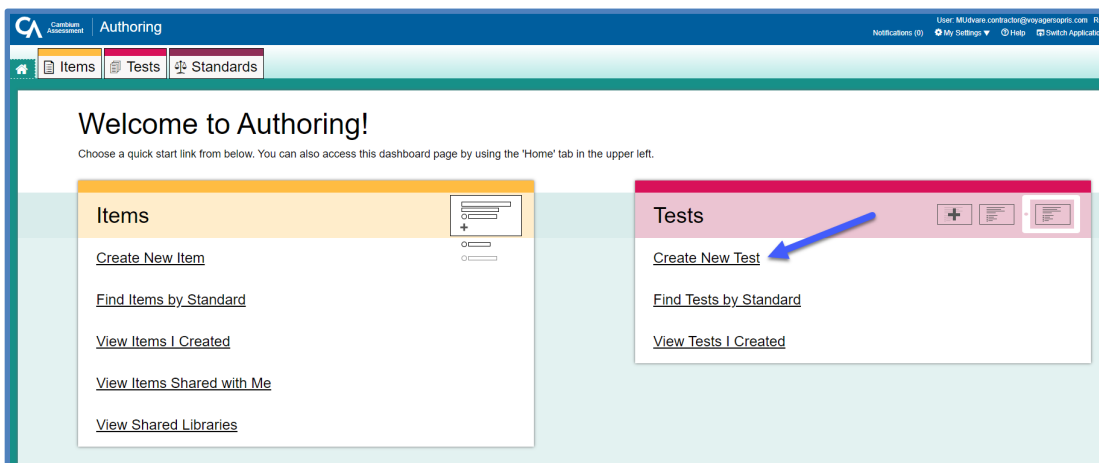 User: MUdvare.contractor@voyagersopris.com R
CA Cambium Assessment Authoring
Notifications (0) My Settings ▼ Help Switch Applicatio
Items Tests Standards
Welcome to Authoring!
Choose a quick start link from below. You can also access this dashboard page by using the 'Home' tab in the upper left.
Items
Create New Item
Find Items by Standard
View Items I Created
View Items Shared with Me
View Shared Libraries
Tests
Create New Test
Find Tests by Standard
View Tests I Created